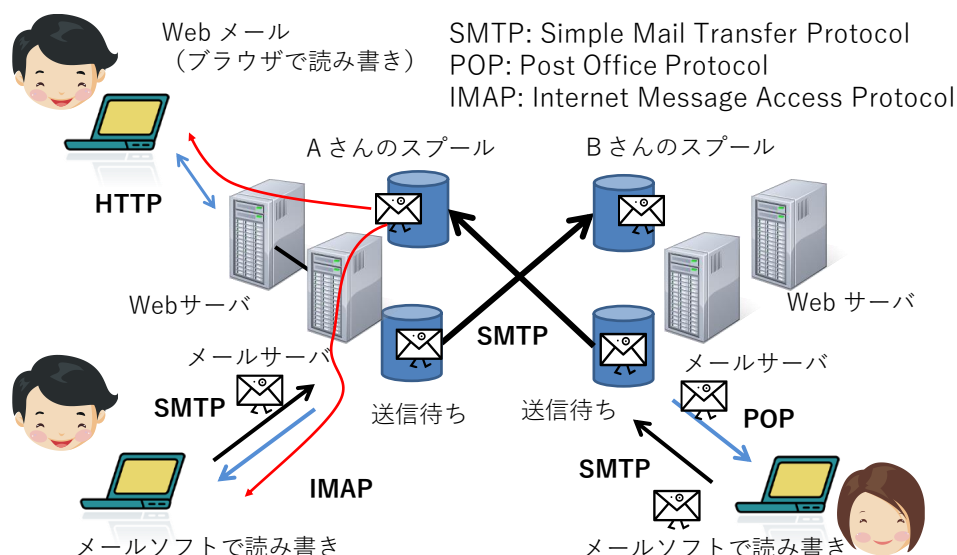 Web メール
（ブラウザで読み書き）
SMTP: Simple Mail Transfer Protocol
POP: Post Office Protocol
IMAP: Internet Message Access Protocol
Aさんのスプール
Bさんのスプール
HTTP
Webサーバ
Web サーバ
SMTP
メールサーバ
メールサーバ
送信待ち
送信待ち
SMTP
POP
SMTP
IMAP
メールソフトで読み書き
メールソフトで読み書き